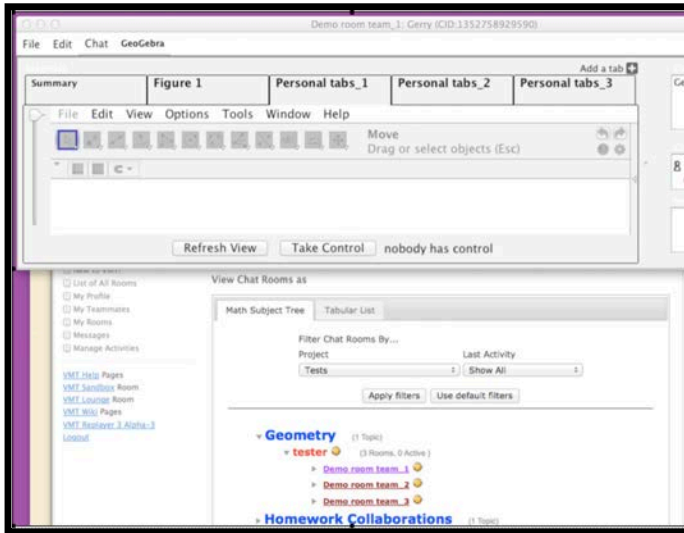 Demo room team_1: Gerry (CID:1352758929590)
File Edit Chat GeoGebra
Add a tab
Summary Figure 1 Personal tabs_1 Personal tabs_2 Personal tabs_3
Ge
File Edit View Options Tools Window Help
Move
Drag or select objects (Esc)
8
Refresh View Take Control nobody has control
List of All Rooms
My Profile
My Teammates
My Rooms
Messages
Manage Activities
VMT Help Pages
VMT Sandbox Room
VMT Lounge Room
VMT Wiki Pages
VMT Replayer 3 Alpha-3
Logout
View Chat Rooms as
Math Subject Tree Tabular List
Filter Chat Rooms By...
Project Last Activity
Tests Show All
Apply filters Use default filters
Geometry (1 Topic)
tester (3 Rooms, 0 Active )
Demo room team_1
Demo room team_2
Demo room team_3
Homework Collaborations (1 Topic)